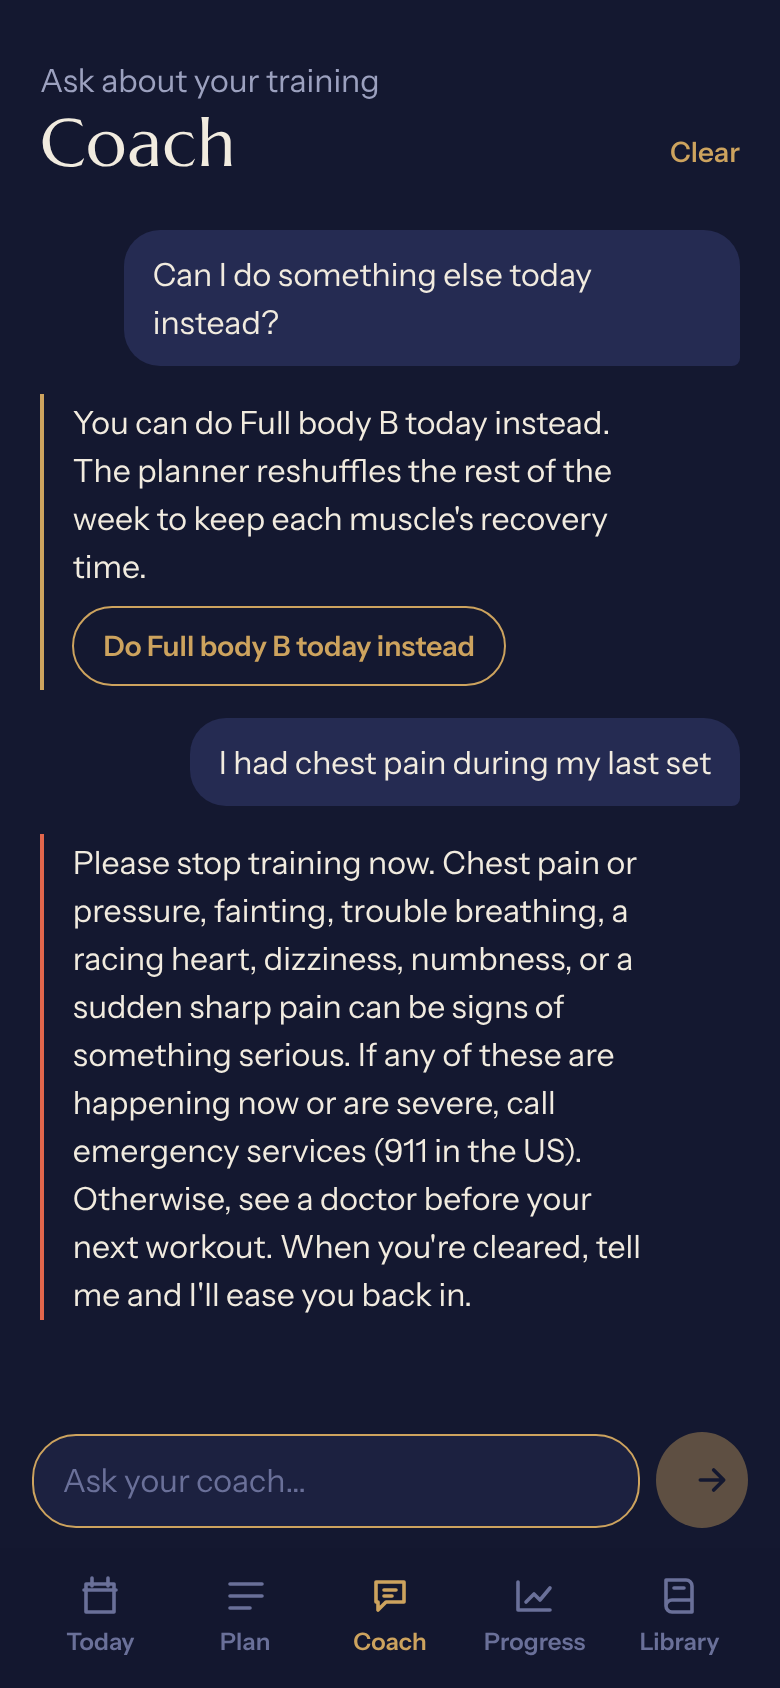 Ask about your training
Coach
Clear
Can I do something else today
instead?
You can do Full body B today instead.
The planner reshuffles the rest of the
week to keep each muscle's recovery
time.
Do Full body B today instead
I had chest pain during my last set
Please stop training now. Chest pain or
pressure, fainting, trouble breathing, a
racing heart, dizziness, numbness, or a
sudden sharp pain can be signs of
something serious. If any of these are
happening now or are severe, call
emergency services (911 in the US).
Otherwise, see a doctor before your
next workout. When you're cleared, tell
me and I'll ease you back in.
Ask your coach...
Today
Plan
Coach
Progress
Library